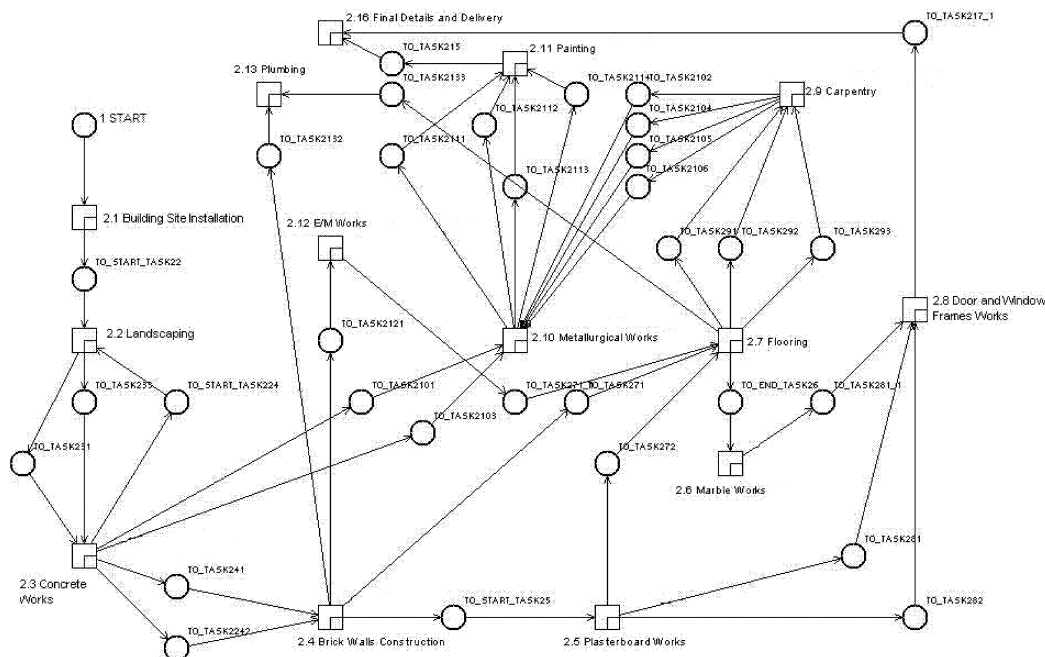 2.16 Final Details and Delivery
TO_TASK217_1
TO_TASK215
2.11 Painting
2.13 Plumbing
TO_TASK2133
TO_TASK2114
TO_TASK2102
2.9 Carpentry
TO_TASK2112
TO_TASK2104
1 START
TO_TASK2132
TO_TASK2111
TO_TASK2105
TO_TASK2113
TO_TASK2106
2.1 Building Site Installation
2.12 E/M Works
TO_TASK291
TO_TASK292
TO_TASK293
TO_START_TASK22
2.8 Door and Window
Frames Works
TO_TASK2121
2.2 Landscaping
2.10 Metallurgical Works
2.7 Flooring
TO_TASK233
TO_START_TASK224
TO_TASK2101
TO_TASK271
TO_END_TASK26
TO_TASK281_1
TO_TASK2103
TO_TASK231
TO_TASK272
2.6 Marble Works
TO_TASK281
2.3 Concrete
Works
TO_TASK241
TO_START_TASK25
TO_TASK282
TO_TASK2242
2.4 Brick Walls Construction
2.5 Plasterboard Works